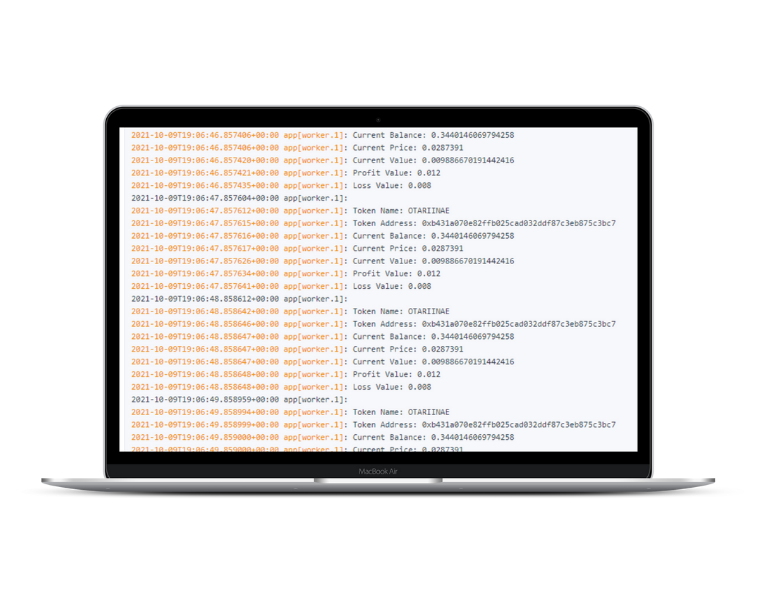 2021-10-09T19:06:46.857406+00:00 app[worker.1]: Current Balance: 0.3440146069794258
2021-10-09T19:06:46.857406+00:00 app[worker.1]: Current Price: 0.0287391
2021-10-09T19:06:46.857420+00:00 app[worker.1]: Current Value: 0.009886670191442416
2021-10-09T19:06:46.857421+00:00 app[worker.1]: Profit Value: 0.012
2021-10-09T19:06:46.857435+00:00 app[worker.1]: Loss Value: 0.008
2021-10-09T19:06:47.857604+00:00 app[worker.1]:
2021-10-09T19:06:47.857612+00:00 app[worker.1]: Token Name: OTARIINAE
2021-10-09T19:06:47.857615+00:00 app[worker.1]: Token Address: 0xb431a070e82ffb025cad032ddf87c3eb875c3bc7
2021-10-09T19:06:47.857616+00:00 app[worker.1]: Current Balance: 0.3440146069794258
2021-10-09T19:06:47.857617+00:00 app[worker.1]: Current Price: 0.0287391
2021-10-09T19:06:47.857626+00:00 app[worker.1]: Current Value: 0.009886670191442416
2021-10-09T19:06:47.857634+00:00 app[worker.1]: Profit Value: 0.012
2021-10-09T19:06:47.857641+00:00 app[worker.1]: Loss Value: 0.008
2021-10-09T19:06:48.858612+00:00 app[worker.1]:
2021-10-09T19:06:48.858642+00:00 app[worker.1]: Token Name: OTARIINAE
2021-10-09T19:06:48.858646+00:00 app[worker.1]: Token Address: 0xb431a070e82ffb025cad032ddf87c3eb875c3bc7
2021-10-09T19:06:48.858647+00:00 app[worker.1]: Current Balance: 0.3440146069794258
2021-10-09T19:06:48.858647+00:00 app[worker.1]: Current Price: 0.0287391
2021-10-09T19:06:48.858647+00:00 app[worker.1]: Current Value: 0.009886670191442416
2021-10-09T19:06:48.858648+00:00 app[worker.1]: Profit Value: 0.012
2021-10-09T19:06:48.858648+00:00 app[worker.1]: Loss Value: 0.008
2021-10-09T19:06:49.858959+00:00 app[worker.1]:
2021-10-09T19:06:49.858994+00:00 app[worker.1]: Token Name: OTARIINAE
2021-10-09T19:06:49.858999+00:00 app[worker.1]: Token Address: 0xb431a070e82ffb025cad032ddf87c3eb875c3bc7
2021-10-09T19:06:49.859000+00:00 app[worker.1]: Current Balance: 0.3440146069794258
2021-10-09T19:06:49.859000+00:00 app[worker.1]: Current Price: 0.0287391
MacBook Air